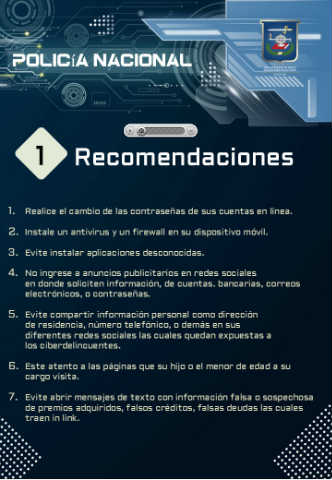 POLICÍA NACIONAL
1 Recomendaciones
1. Realice el cambio de las contraseñas de sus cuentas en línea.
2. Instale un antivirus y un firewall en su dispositivo móvil.
3. Evite instalar aplicaciones desconocidas.
4. No ingrese a anuncios publicitarios en redes sociales
en donde soliciten información, de cuentas. bancarias, correos
electrónicos, o contraseñas.
5. Evite compartir información personal como dirección
de residencia, número telefónico, o demás en sus
diferentes redes sociales las cuales quedan expuestas a
los ciberdelincuentes.
6. Este atento a las páginas que su hijo o el menor de edad a su
cargo visita.
7. Evite abrir mensajes de texto con información falsa o sospechosa
de premios adquiridos, falsos créditos, falsas deudas las cuales
traen in link.